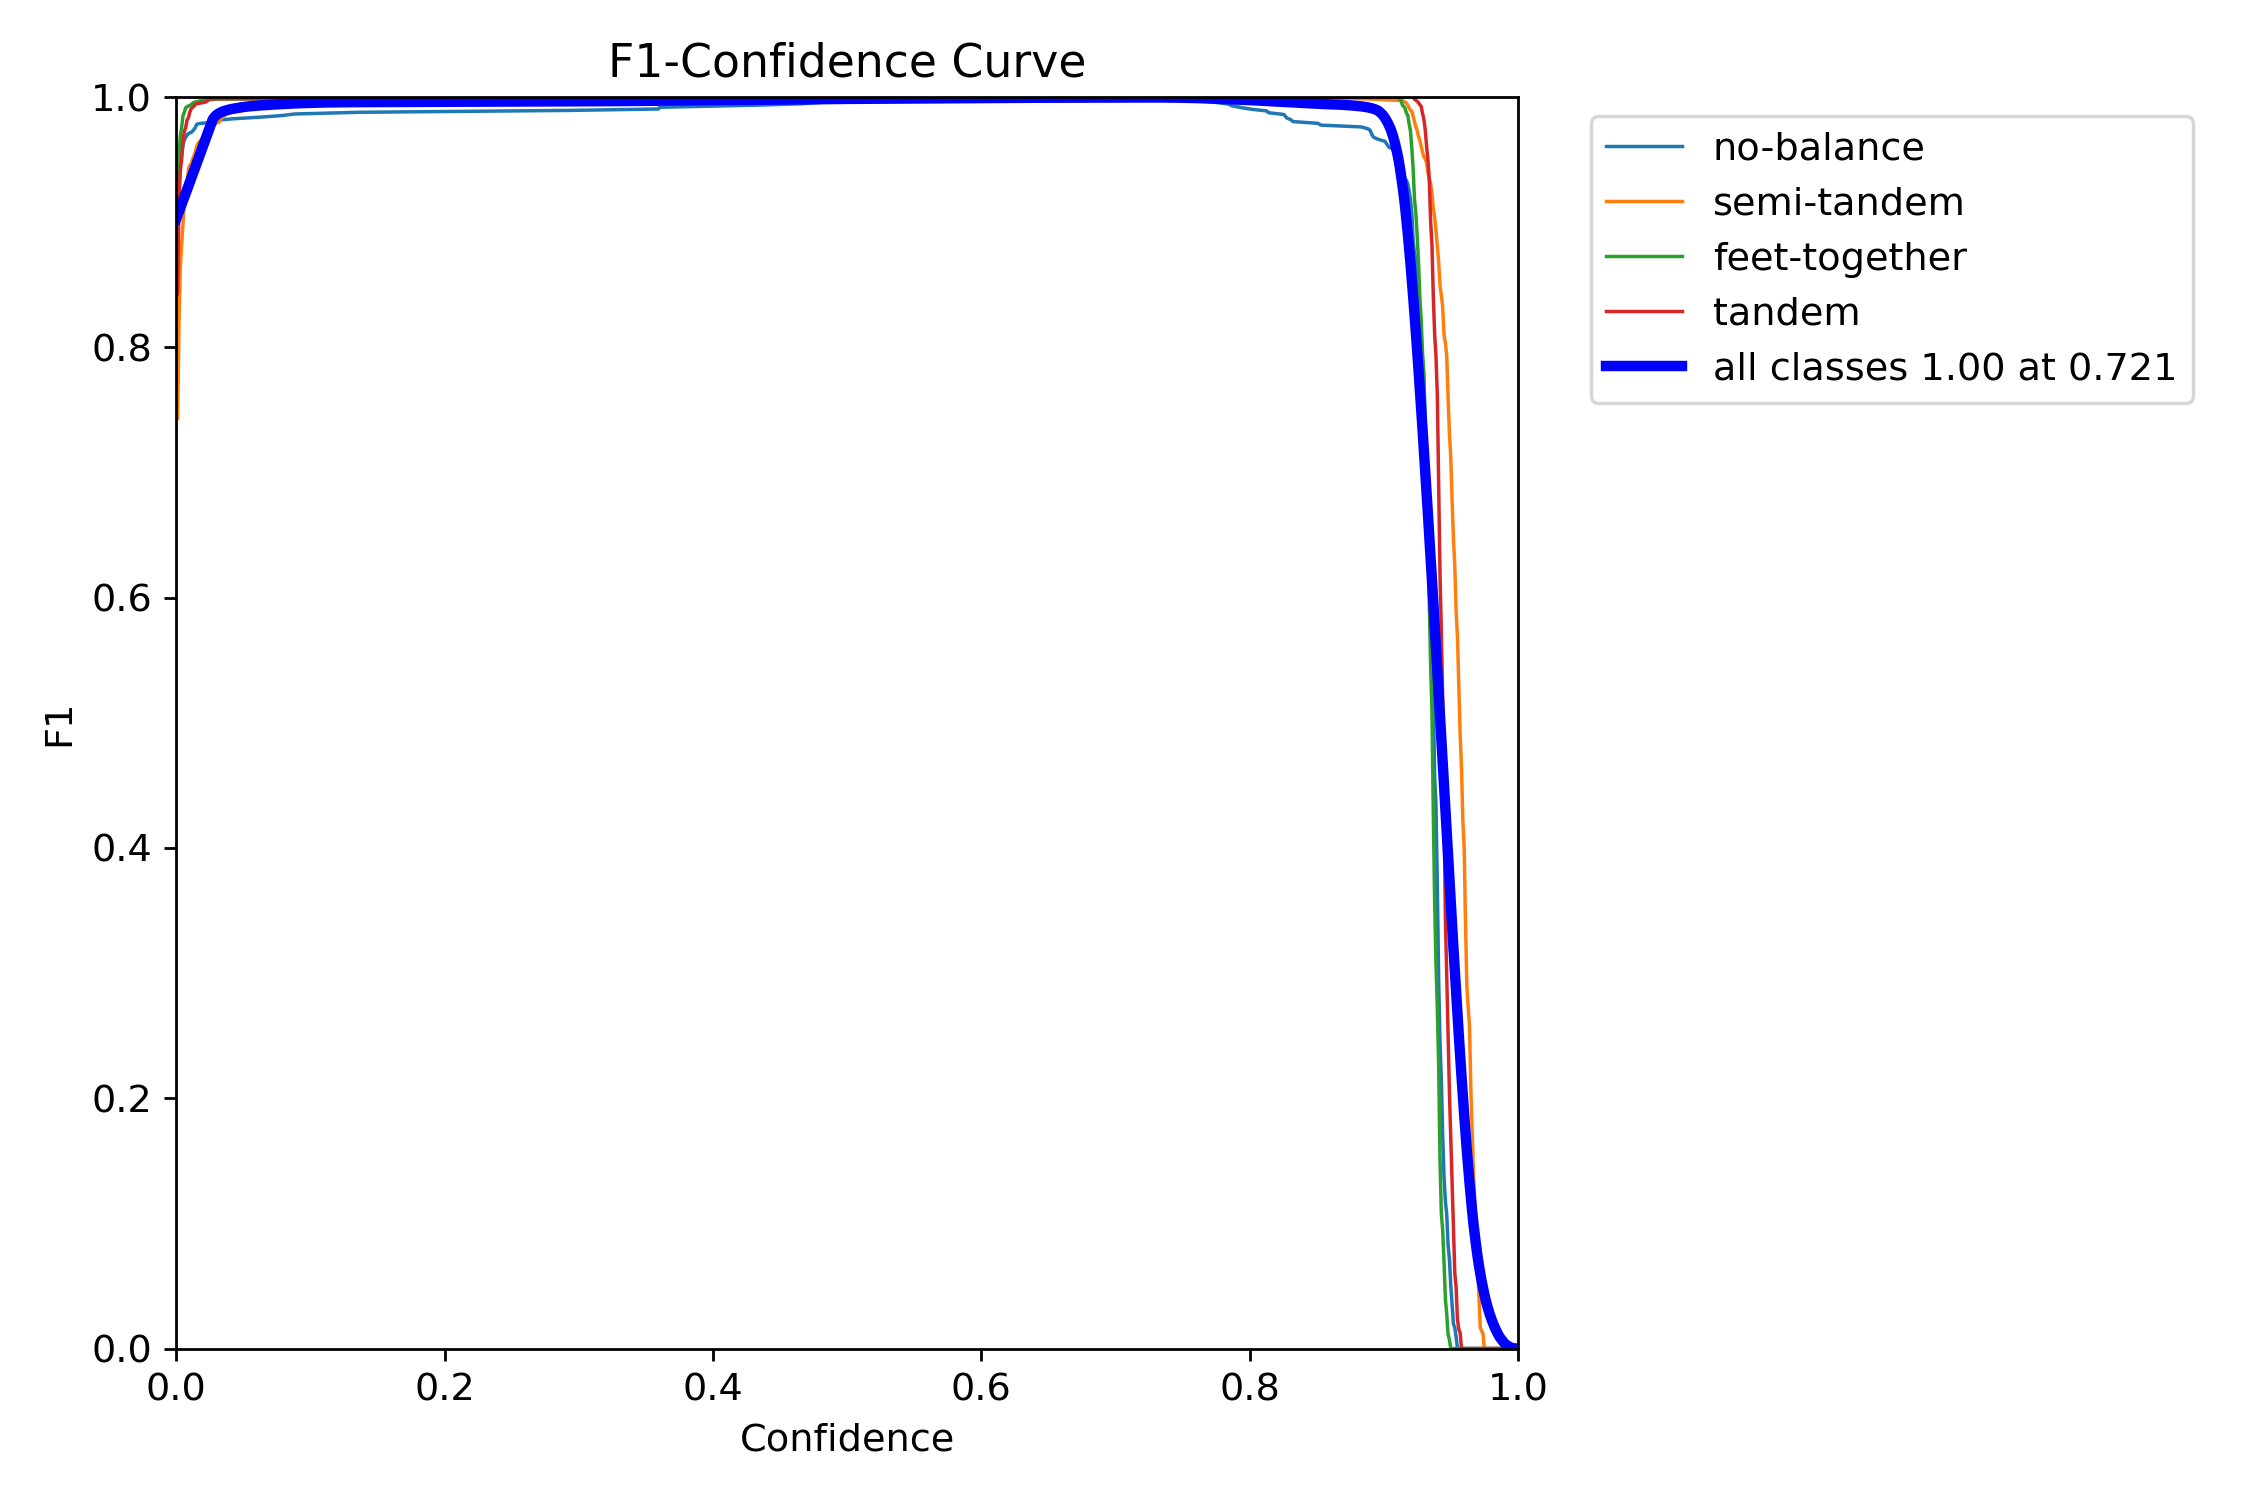 F1-Confidence Curve
1.0
0.8
0.6
0.4
0.2
0.0
F1
0.0 0.2 0.4 0.6 0.8 1.0
Confidence
no-balance
semi-tandem
feet-together
tandem
all classes 1.00 at 0.721